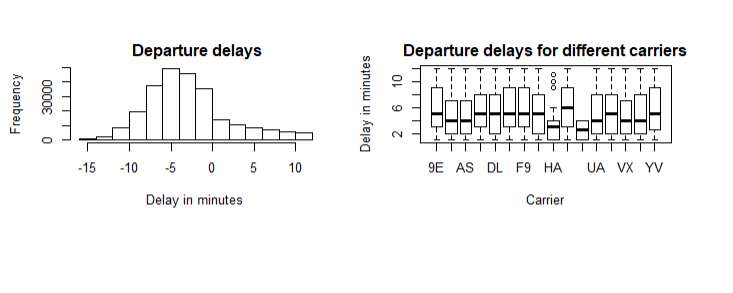 Departure delays
Frequency
30000
0
-15 -10 -5 0 5 10
Delay in minutes
Departure delays for different carriers
Delay in minutes
10
6
2
9E AS DL F9 HA UA VX YV
Carrier